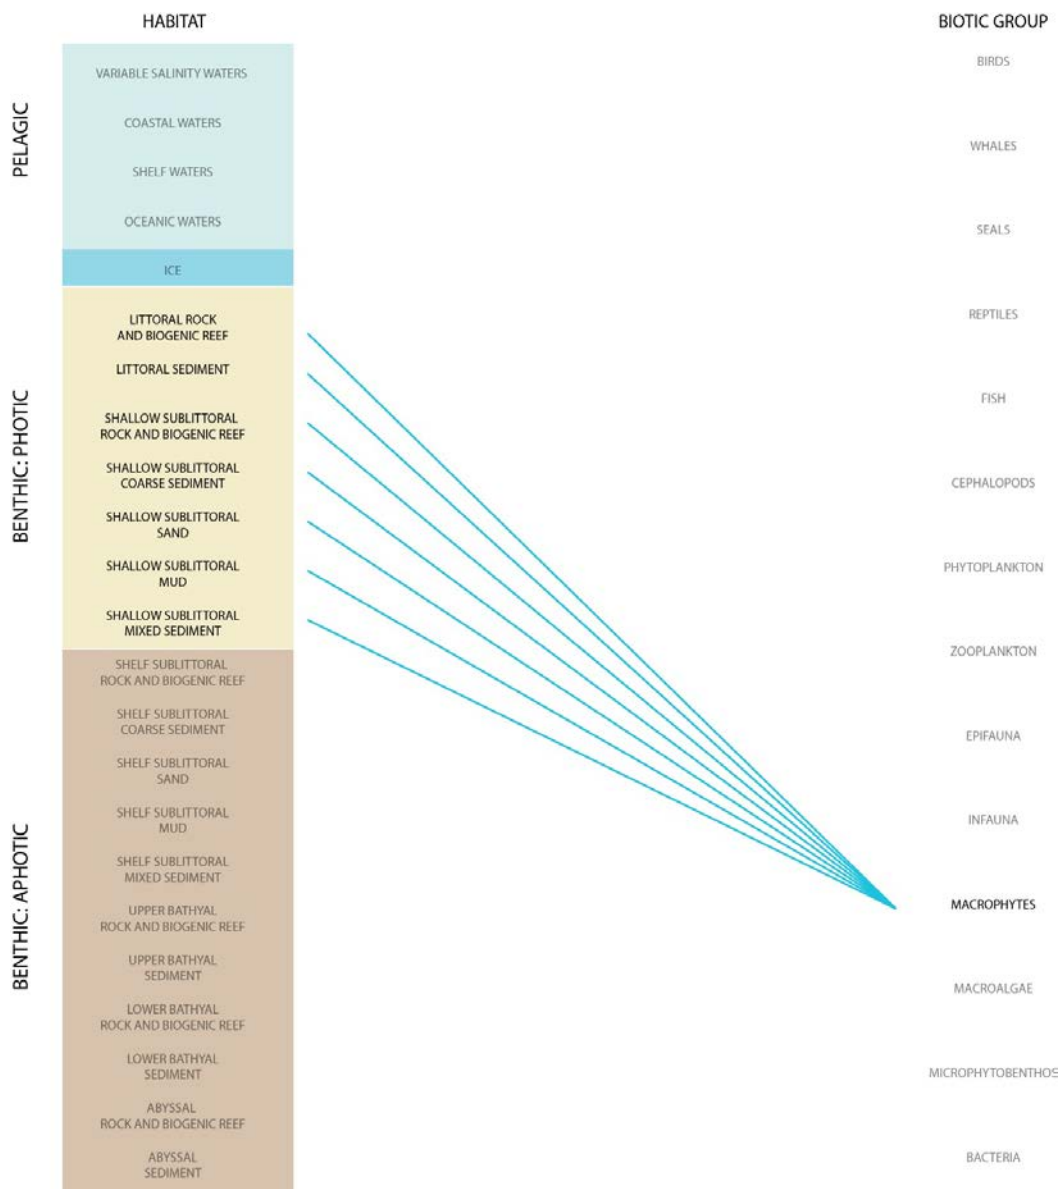 HABITAT
PELAGIC
VARIABLE SALINITY WATERS
COASTAL WATERS
SHELF WATERS
OCEANIC WATERS
ICE
BENTHIC: PHOTIC
LITTORAL ROCK
AND BIOGENIC REEF
LITTORAL SEDIMENT
SHALLOW SUBLITTORAL
ROCK AND BIOGENIC REEF
SHALLOW SUBLITTORAL
COARSE SEDIMENT
SHALLOW SUBLITTORAL
SAND
SHALLOW SUBLITTORAL
MUD
SHALLOW SUBLITTORAL
MIXED SEDIMENT
BENTHIC: APHOTIC
SHELF SUBLITTORAL
ROCK AND BIOGENIC REEF
SHELF SUBLITTORAL
COARSE SEDIMENT
SHELF SUBLITTORAL
SAND
SHELF SUBLITTORAL
MUD
SHELF SUBLITTORAL
MIXED SEDIMENT
UPPER BATHYAL
ROCK AND BIOGENIC REEF
UPPER BATHYAL
SEDIMENT
LOWER BATHYAL
ROCK AND BIOGENIC REEF
LOWER BATHYAL
SEDIMENT
ABYSSAL
ROCK AND BIOGENIC REEF
ABYSSAL
SEDIMENT
BIOTIC GROUP
BIRDS
WHALES
SEALS
REPTILES
FISH
CEPHALOPODS
PHYTOPLANKTON
ZOOPLANKTON
EPIFAUNA
INFAUNA
MACROPHYTES
MACROALGAE
MICROPHYTOBENTHOS
BACTERIA